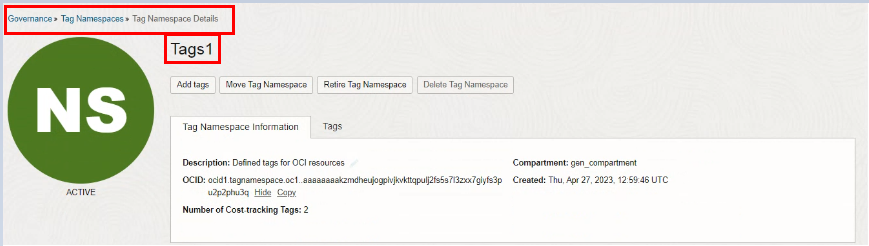 Governance » Tag Namespaces » Tag Namespace Details
NS
ACTIVE
Tags1
Add tags Move Tag Namespace Retire Tag Namespace Delete Tag Namespace
Tag Namespace Information Tags
Description: Defined tags for OCI resources
Compartment: gen_compartment
OCID: ocid1.tagnamespace.oc1..aaaaaaaakzmdheujogpivjkvkttqpulj2fs5s7l3zxx7giyfs3p
u2p2phu3q Hide Copy
Created: Thu, Apr 27, 2023, 12:59:46 UTC
Number of Cost-tracking Tags: 2